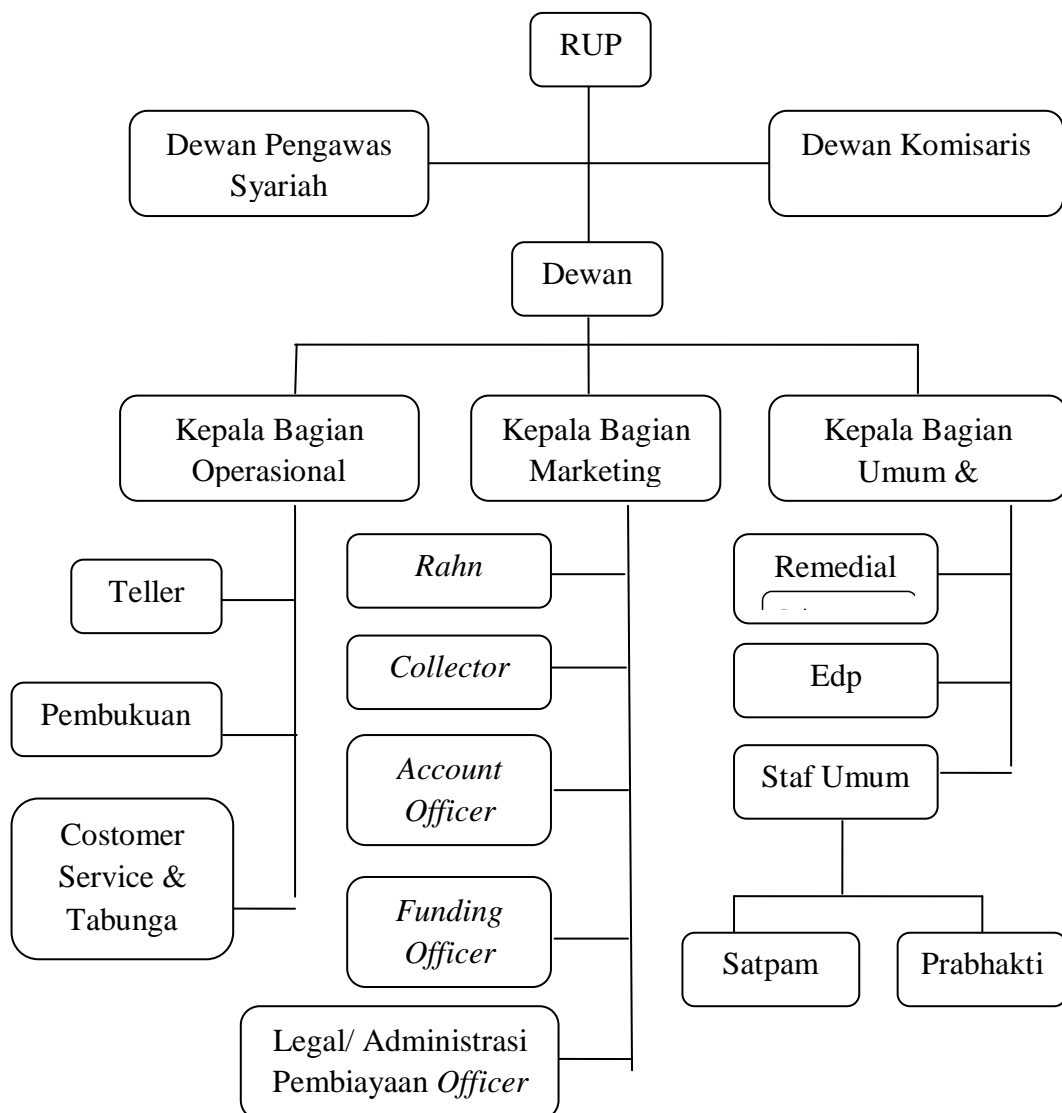 RUP
Dewan Pengawas
Syariah
Dewan Komisaris
Dewan
Kepala Bagian
Operasional
Kepala Bagian
Marketing
Kepala Bagian
Umum &
Teller
Pembukuan
Costomer
Service &
Tabunga
Rahn
Collector
Account
Officer
Funding
Officer
Legal/ Administrasi
Pembiayaan Officer
Remedial
Edp
Staf Umum
Satpam
Prabhakti